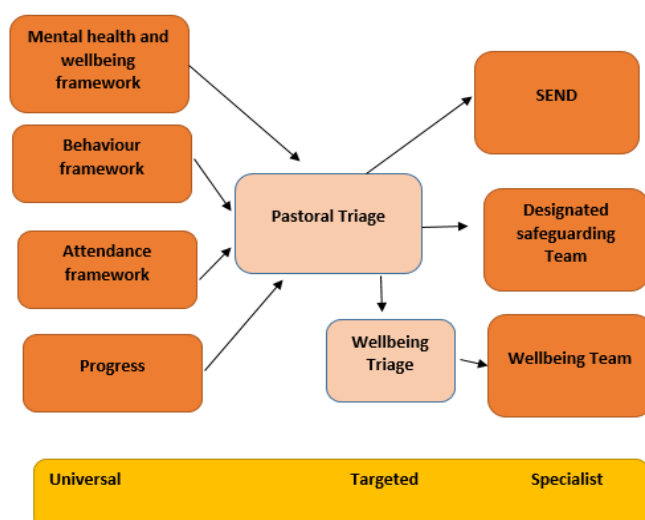 Mental health and
wellbeing
framework
Behaviour
framework
Attendance
framework
Progress
Pastoral Triage
Wellbeing
Triage
SEND
Designated
safeguarding
Team
Wellbeing Team
Universal
Targeted
Specialist